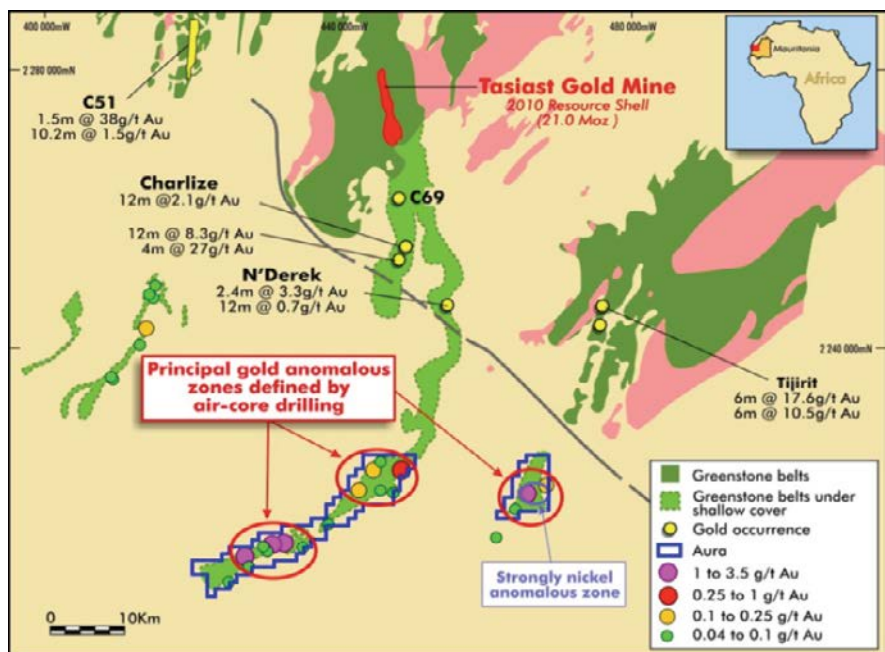 400 000mW
440 000mW
480 000mW
2 280 000mN
Mauritania
Africa
C51
1.5m @ 38g/t Au
10.2m @ 1.5g/t Au
Tasiast Gold Mine
2010 Resource Shell
(21.0 Moz )
Charlize
12m @2.1g/t Au
C69
12m @ 8.3g/t Au
4m @ 27g/t Au
N'Derek
2.4m @ 3.3g/t Au
12m @ 0.7g/t Au
2 240 000mN
Principal gold anomalous
zones defined by
air-core drilling
Tijirit
6m @ 17.6g/t Au
6m @ 10.5g/t Au
Strongly nickel
anomalous zone
Greenstone belts
Greenstone belts under
shallow cover
Gold occurrence
Aura
1 to 3.5 g/t Au
0.25 to 1 g/t Au
0.1 to 0.25 g/t Au
0.04 to 0.1 g/t Au
0
10Km